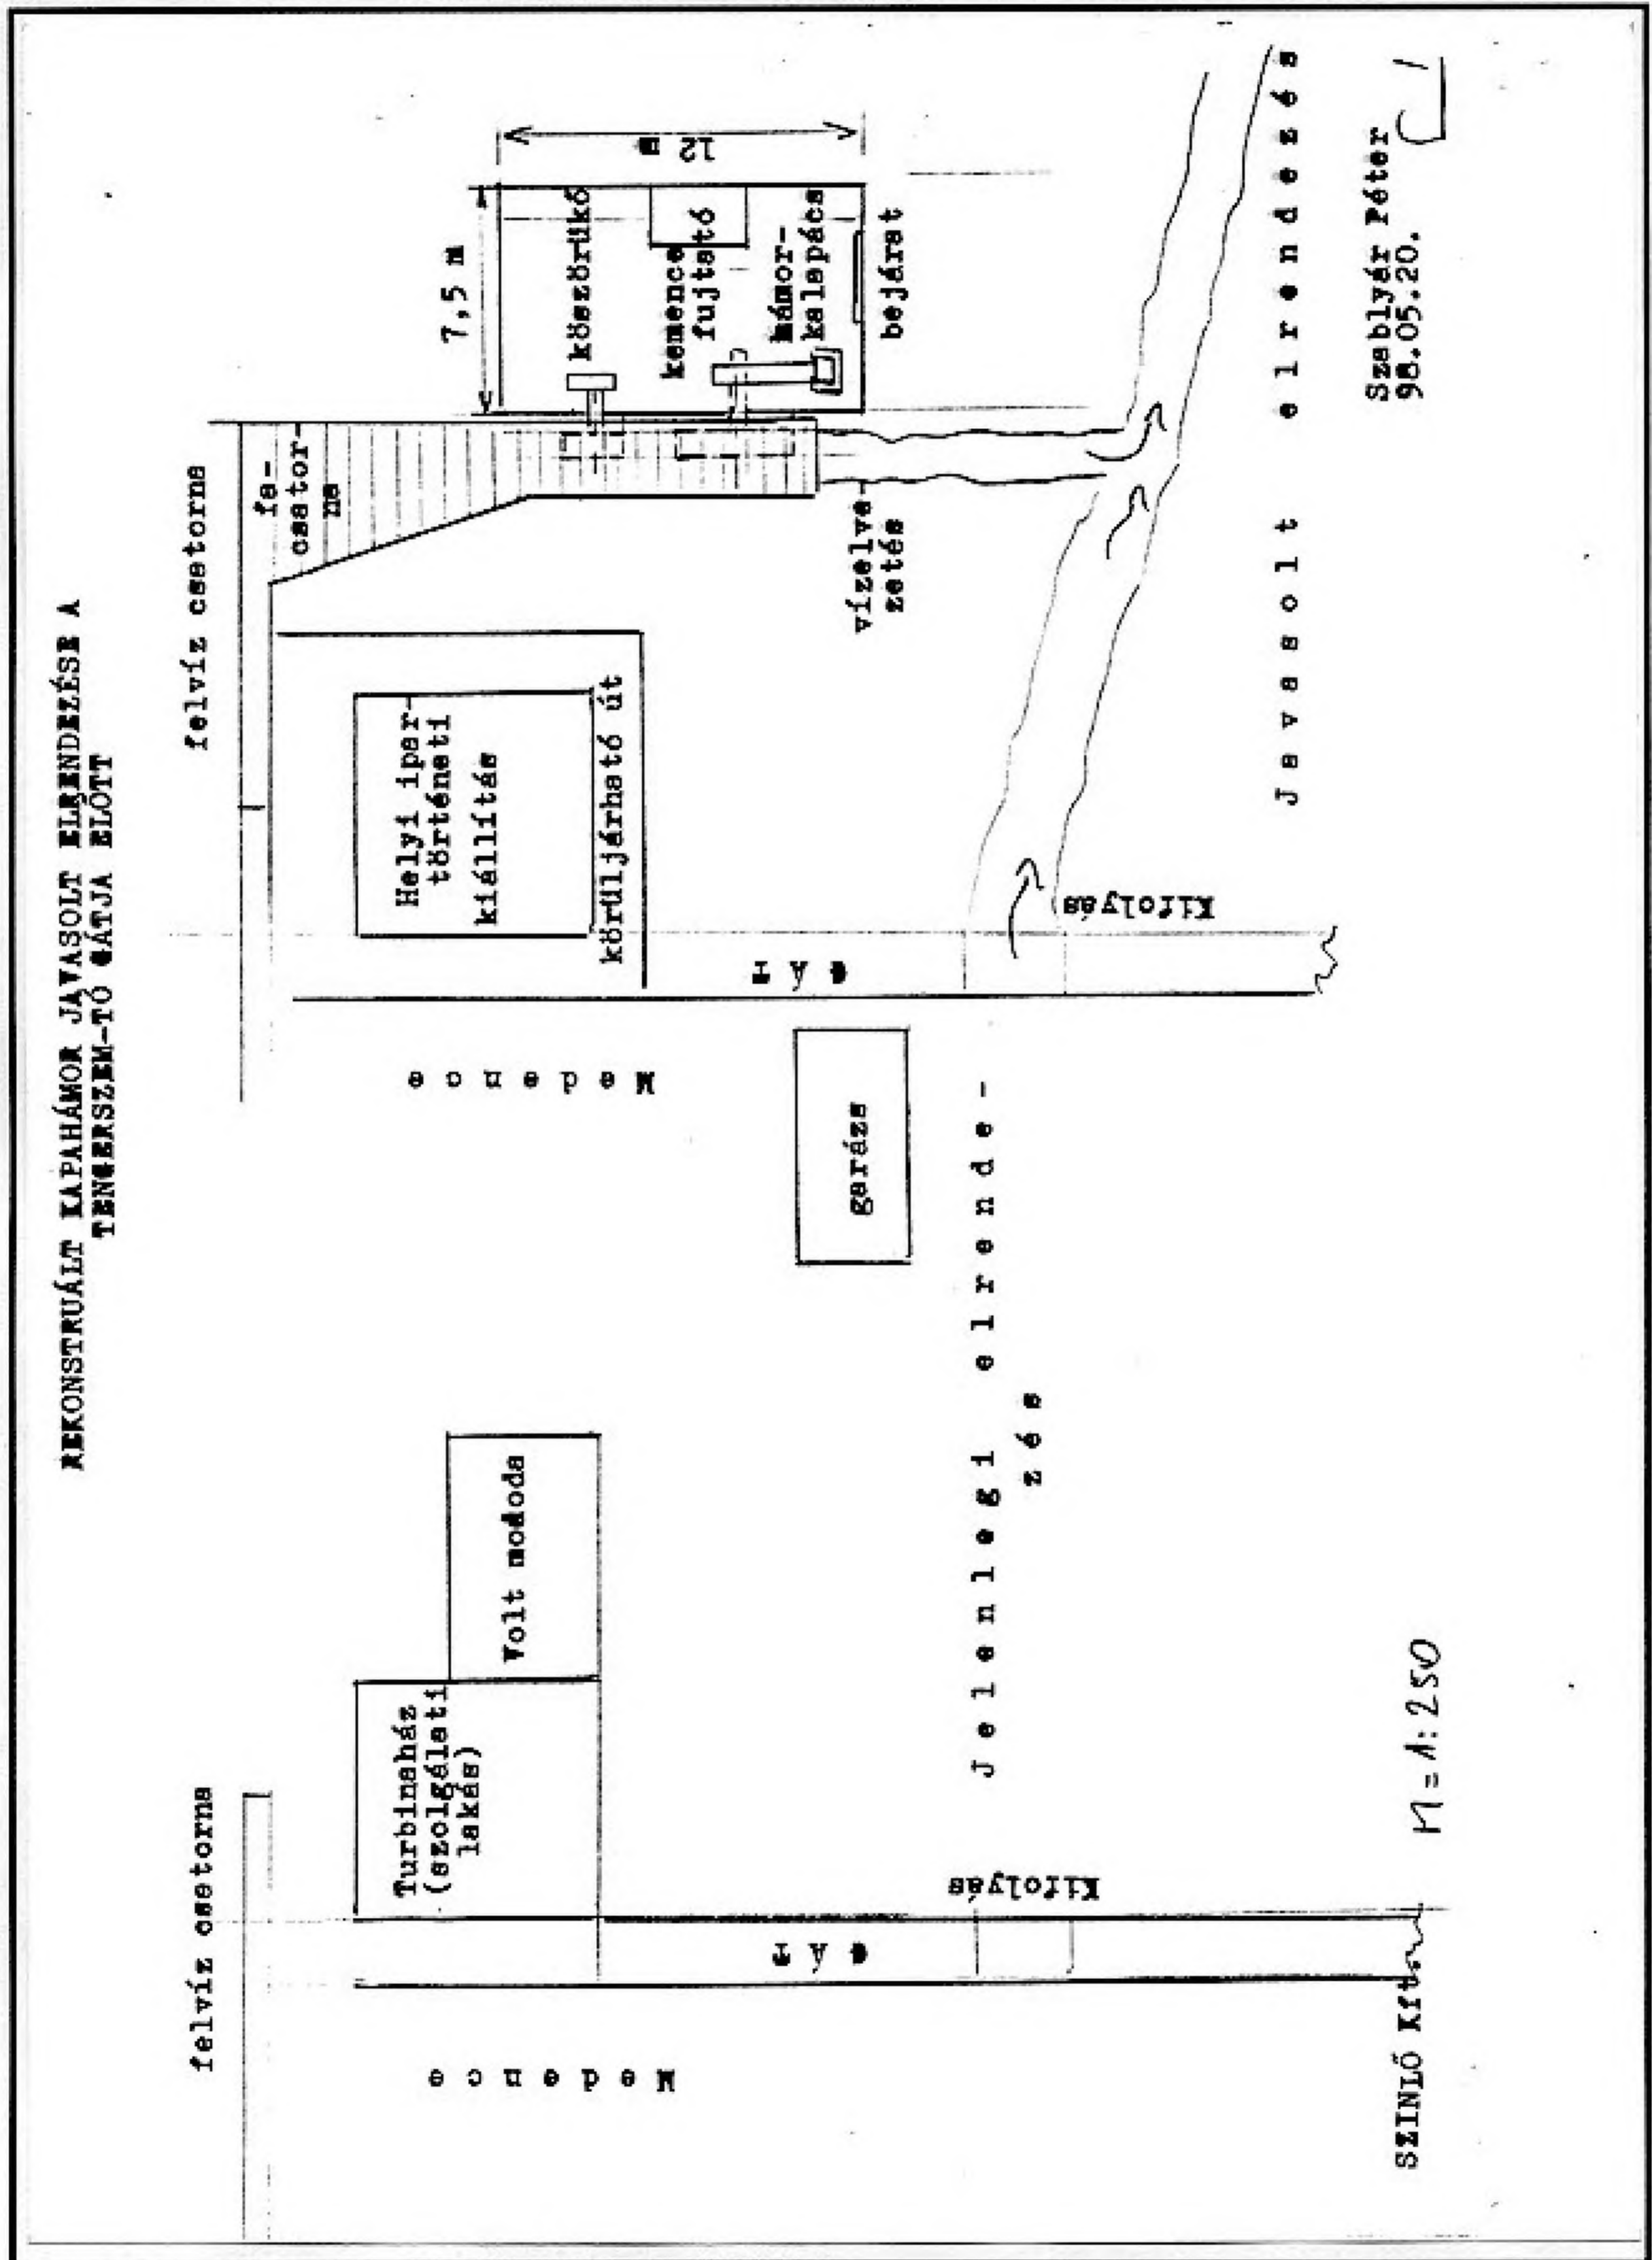 REKONSTRUÁLT KAPAHÁMOR JAVASOLT ELRENDEZÉSE A
TENGERSZEM-TÓ GÁTJA ELŐTT
felvíz csatorna
Turbinaház
(szolgálati
lakás)
Volt mosoda
Medence
GÁT
Kifolyás
garázs
Jelenlegi elrende-
zés
SZINLŐ Kft.
M = 1:250
felvíz csatorna
fa-
csator-
na
Helyi ipar-
történeti
kiállítás
körüljárható út
Medence
GÁT
Kifolyás
7,5 m
12 m
köszörűkő
kemence
fujtató
hámor-
kalapács
bejárat
vízelve-
zetés
Javasolt elrendezés
Szablyár Péter
98.05.20.